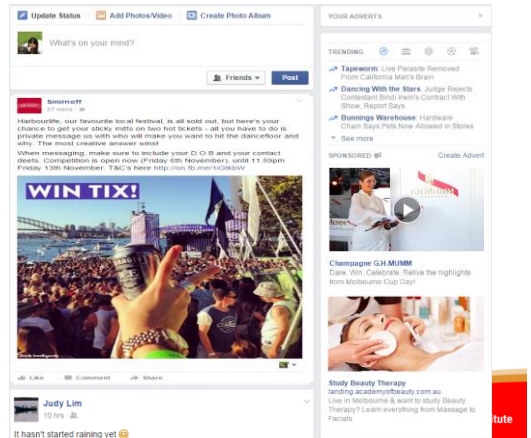 Update Status
Add Photos/Video
Create Photo Album
What's on your mind?
Friends
Post
Smirnoff
37 mins
Harbourlife, our favourite local festival, is all sold out, but here's your
chance to get your sticky mitts on two hot tickets - all you have to do is
private message us with who will make you want to hit the dancefloor and
why. The most creative answer wins!
When messaging, make sure to include your D.O.B and your contact
deets. Competition is open now (Friday 6th November), until 11:59pm
Friday 13th November. T&C's here
WIN TIX!
Like
Comment
Share
Judy Lim
10 hrs
It hasn't started raining yet
YOUR ADVERTS
TRENDING
Tapeworm: Live Parasite Removed
From California Man's Brain
Dancing With the Stars: Judge Rejects
Contestant Bindi Irwin's Contract With
Show, Report Says
Bunnings Warehouse: Hardware
Chain Says Pets Now Allowed in Stores
See more
SPONSORED
Create Advert
G.H.MUMM
Champagne G.H.MUMM
Dare. Win. Celebrate. Relive the highlights
from Melbourne Cup Day!
Study Beauty Therapy
landing.academyofbeauty.com.au
Live in Melbourne & want to study Beauty
Therapy? Learn everything from Massage to
Facials
itute